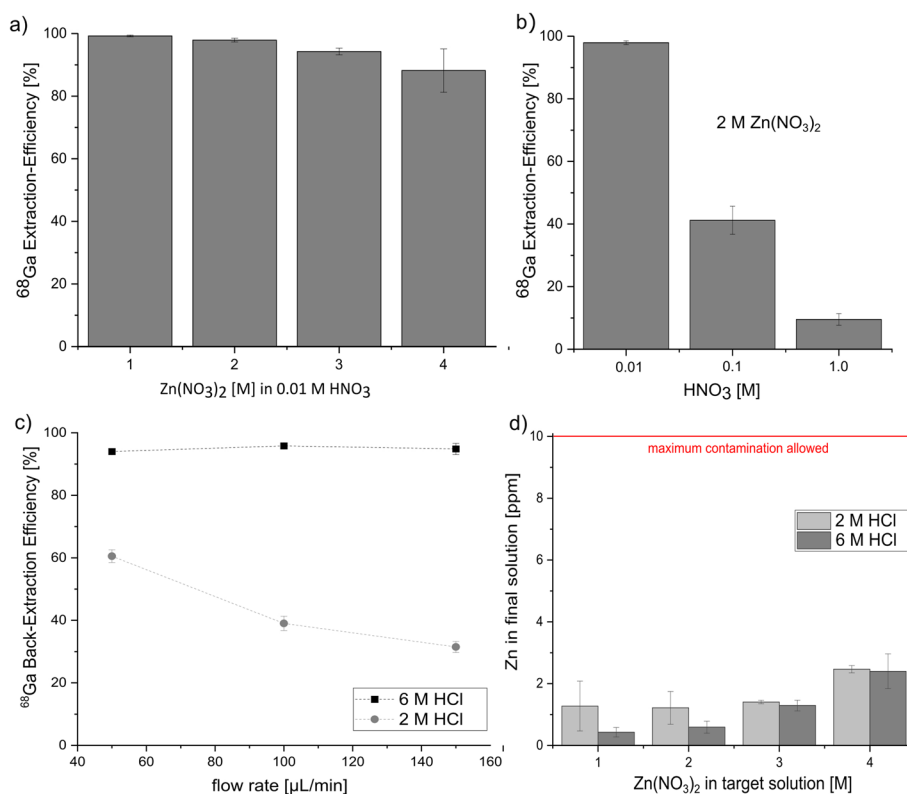 a)
68Ga Extraction-Efficiency [%]
100
80
60
40
20
0
1 2 3 4
Zn(NO3)2 [M] in 0.01 M HNO3
b)
68Ga Extraction-Efficiency [%]
100
80
60
40
20
0
2 M Zn(NO3)2
0.01 0.1 1.0
HNO3 [M]
c)
68Ga Back-Extraction Efficiency [%]
100
80
60
40
20
0
6 M HCl
2 M HCl
40 60 80 100 120 140 160
flow rate [µL/min]
d)
Zn in final solution [ppm]
10
8
6
4
2
0
maximum contamination allowed
2 M HCl
6 M HCl
1 2 3 4
Zn(NO3)2 in target solution [M]